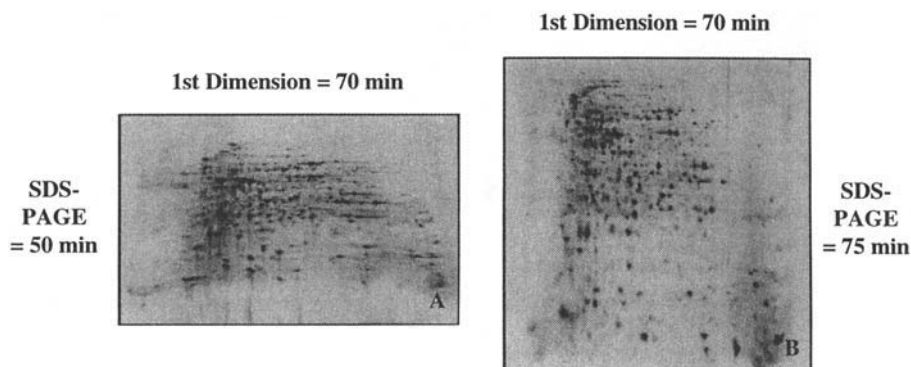 1st Dimension = 70 min
SDS-
PAGE
= 50 min
A
1st Dimension = 70 min
SDS-
PAGE
= 75 min
B